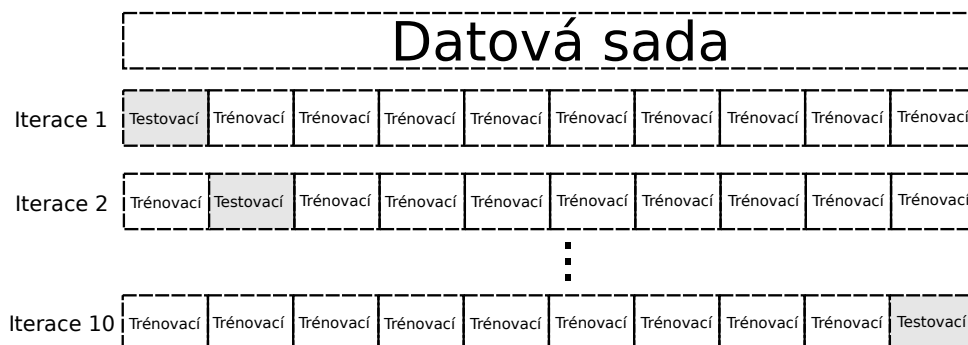 Datová sada
Iterace 1 Testovací Trénovací Trénovací Trénovací Trénovací Trénovací Trénovací Trénovací Trénovací Trénovací
Iterace 2 Trénovací Testovací Trénovací Trénovací Trénovací Trénovací Trénovací Trénovací Trénovací Trénovací
Iterace 10 Trénovací Trénovací Trénovací Trénovací Trénovací Trénovací Trénovací Trénovací Trénovací Testovací